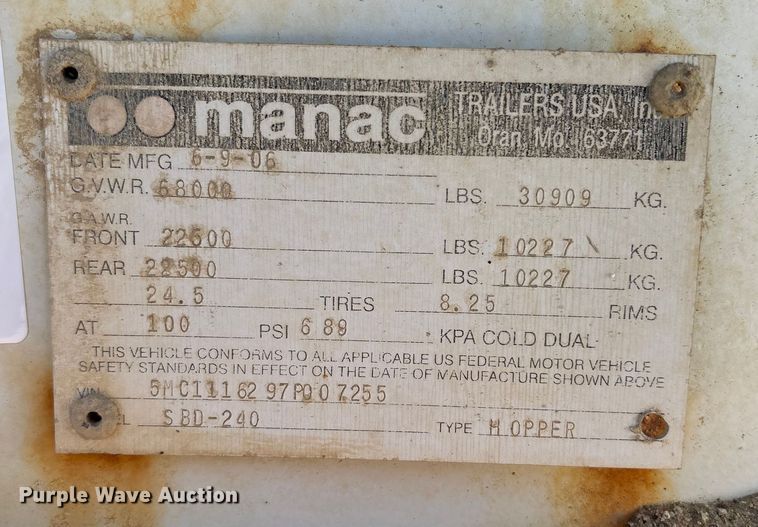 manac
TRAILERS USA, In
Oran, Mo. 63771
DATE MFG 6-9-06
G.V.W.R. 68000 LBS. 30909 KG.
G.A.W.R.
FRONT 22500 LBS. 10227 KG.
REAR 22500 LBS. 10227 KG.
24.5 TIRES 8.25 RIMS
AT 100 PSI 689 KPA COLD DUAL
THIS VEHICLE CONFORMS TO ALL APPLICABLE US FEDERAL MOTOR VEHICLE
SAFETY STANDARDS IN EFFECT ON THE DATE OF MANUFACTURE SHOWN ABOVE
VIN
SBD-240 TYPE HOPPER
Purple Wave Auction